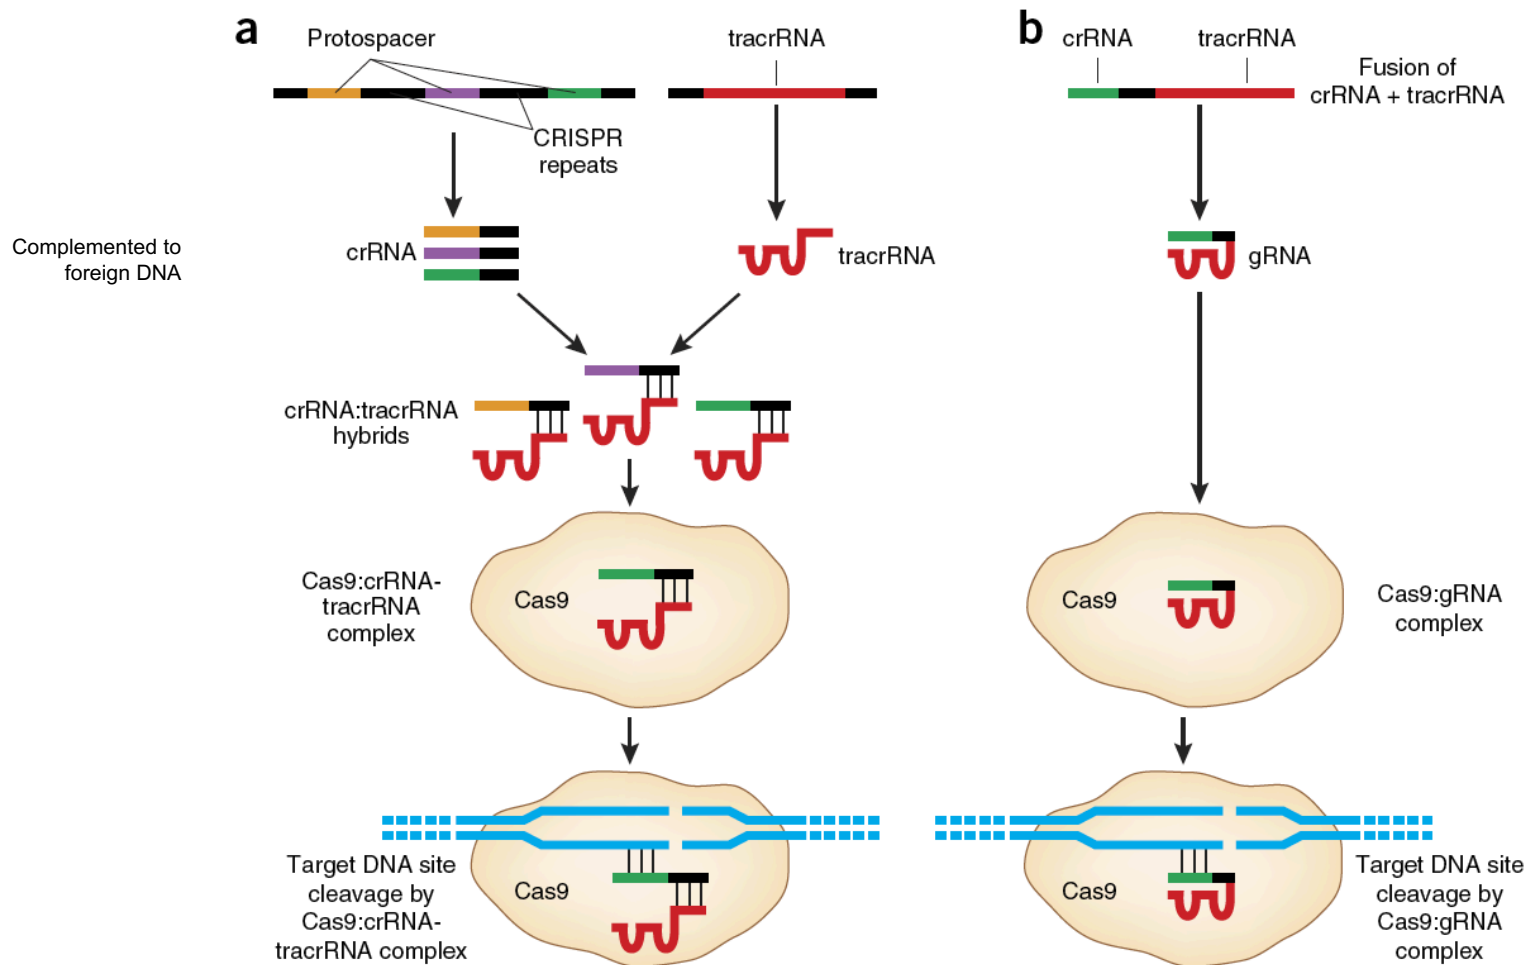 a
Protospacer
tracrRNA
CRISPR
repeats
Complemented to
foreign DNA
crRNA
tracrRNA
crRNA:tracrRNA
hybrids
Cas9:crRNA-
tracrRNA
complex
Cas9
Target DNA site
cleavage by
Cas9:crRNA-
tracrRNA complex
Cas9
b
crRNA
tracrRNA
Fusion of
crRNA + tracrRNA
gRNA
Cas9
Cas9:gRNA
complex
Cas9
Target DNA site
cleavage by
Cas9:gRNA
complex